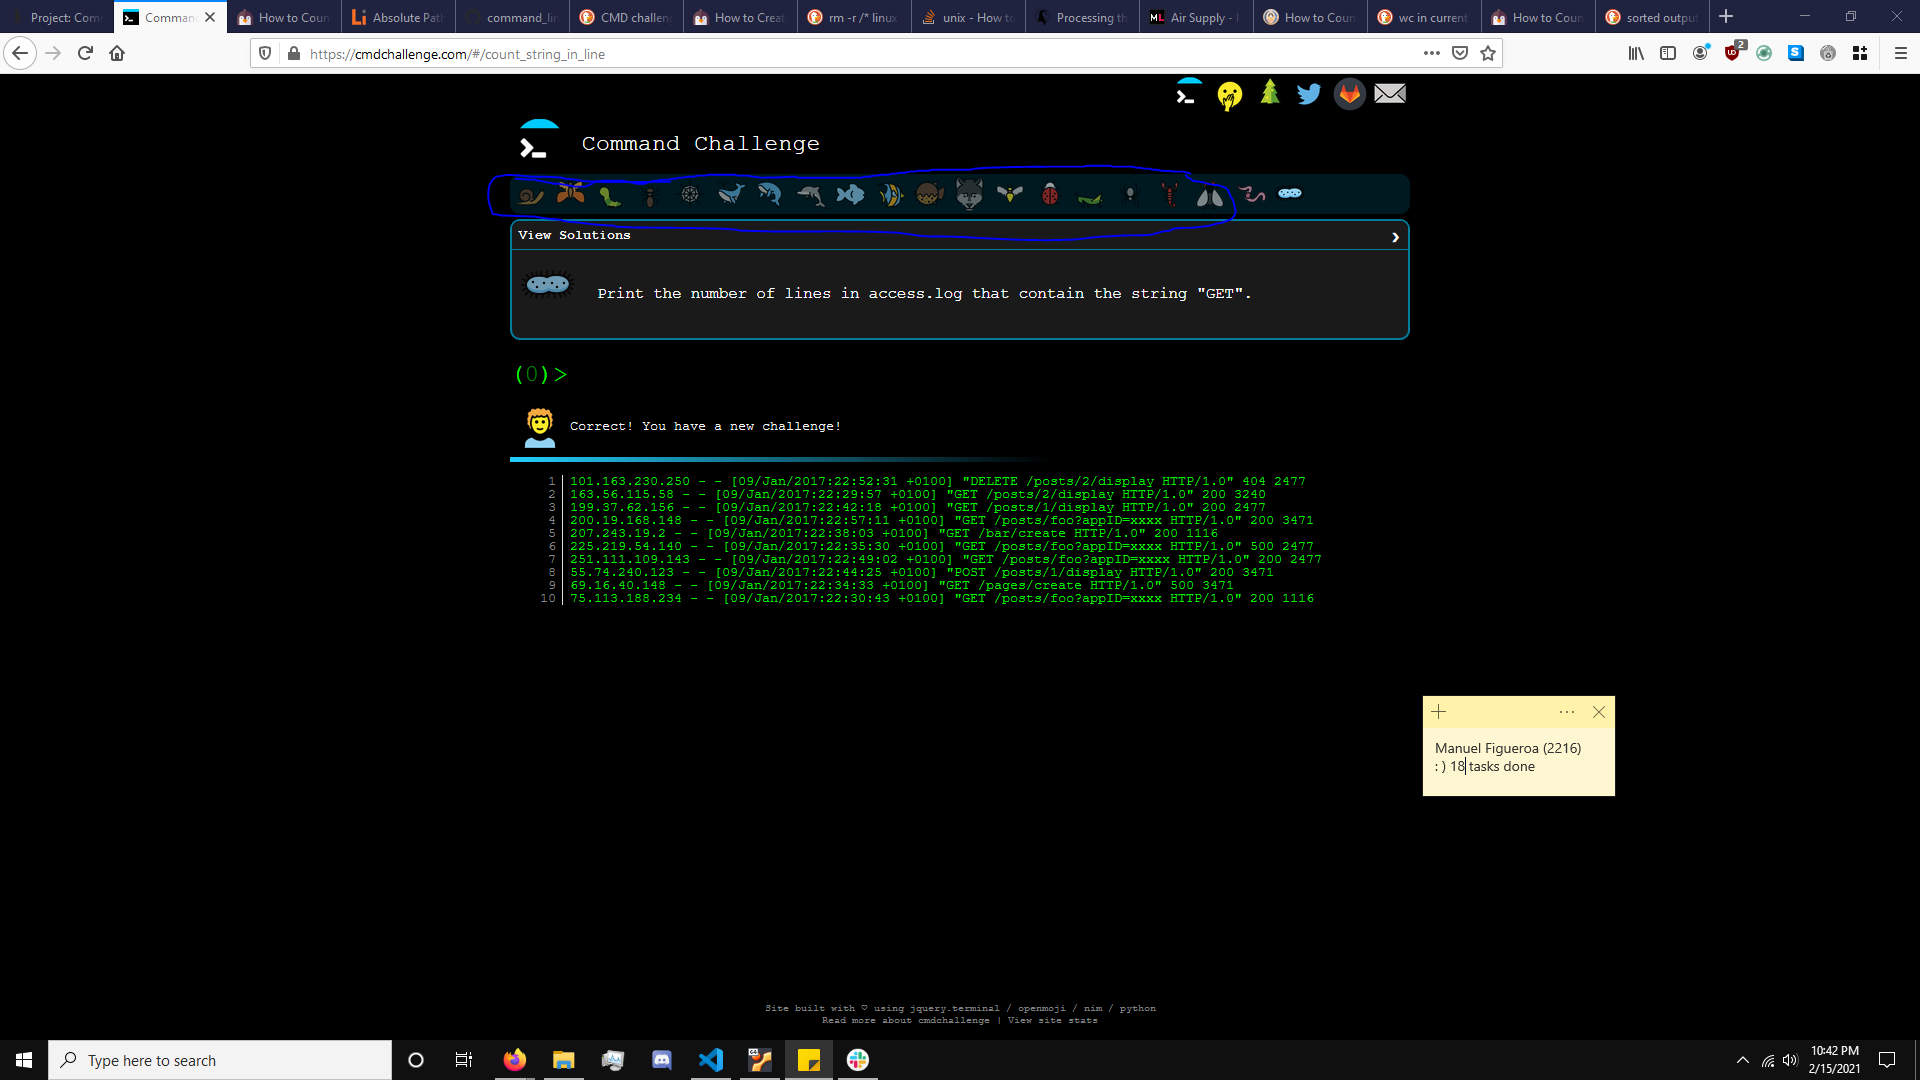 Project: Com
Comman
How to Coun
Li Absolute Pat
command_li
CMD challen
How to Creat
rm -r /* linux
unix - How to
Processing th
ML Air Supply -
How to Coun
wc in current
How to Coun
sorted outpu
https://cmdchallenge.com/#/count_string_in_line
2
Command Challenge
View Solutions
Print the number of lines in access.log that contain the string "GET".
(0)>
Correct! You have a new challenge!
1 101.163.230.250 - - [09/Jan/2017:22:52:31 +0100] "DELETE /posts/2/display HTTP/1.0" 404 2477
2 163.56.115.58 - - [09/Jan/2017:22:29:57 +0100] "GET /posts/2/display HTTP/1.0" 200 3240
3 199.37.62.156 - - [09/Jan/2017:22:42:18 +0100] "GET /posts/1/display HTTP/1.0" 200 2477
4 200.19.168.148 - - [09/Jan/2017:22:57:11 +0100] "GET /posts/foo?appID=xxxx HTTP/1.0" 200 3471
5 207.243.19.2 - - [09/Jan/2017:22:38:03 +0100] "GET /bar/create HTTP/1.0" 200 1116
6 225.219.54.140 - - [09/Jan/2017:22:35:30 +0100] "GET /posts/foo?appID=xxxx HTTP/1.0" 500 2477
7 251.111.109.143 - - [09/Jan/2017:22:49:02 +0100] "GET /posts/foo?appID=xxxx HTTP/1.0" 200 2477
8 55.74.240.123 - - [09/Jan/2017:22:44:25 +0100] "POST /posts/1/display HTTP/1.0" 200 3471
9 69.16.40.148 - - [09/Jan/2017:22:34:33 +0100] "GET /pages/create HTTP/1.0" 500 3471
10 75.113.188.234 - - [09/Jan/2017:22:30:43 +0100] "GET /posts/foo?appID=xxxx HTTP/1.0" 200 1116
Manuel Figueroa (2216)
: ) 18 tasks done
Site built with ♡ using jquery.terminal / openmoji / nim / python
Read more about cmdchallenge | View site stats
Type here to search
10:42 PM
2/15/2021